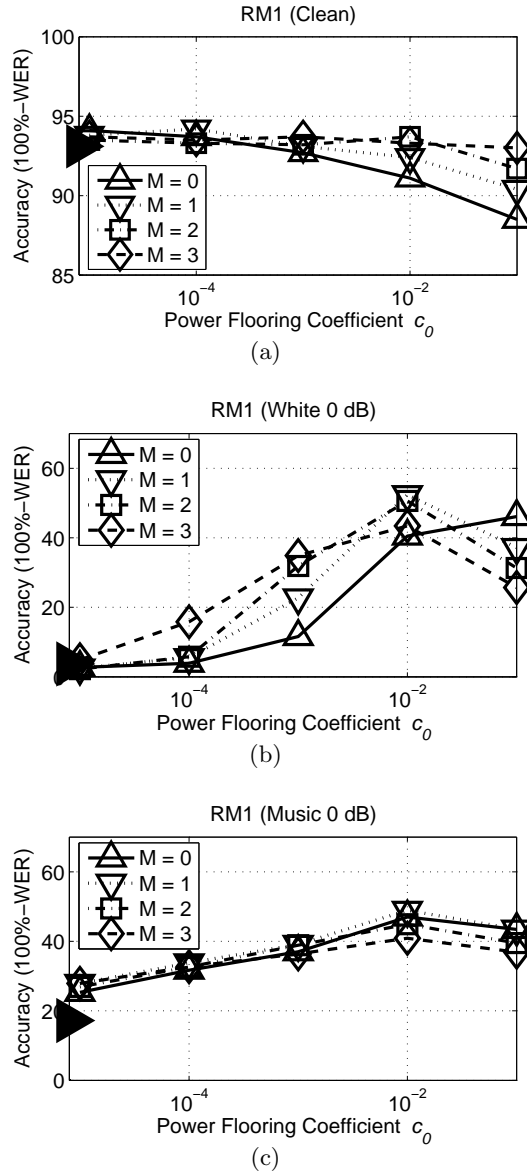 RM1 (Clean)
100
95
90
85
Accuracy (100%–WER)
M = 0
M = 1
M = 2
M = 3
10−4
10−2
Power Flooring Coefficient c0
(a)
RM1 (White 0 dB)
60
40
20
0
Accuracy (100%–WER)
M = 0
M = 1
M = 2
M = 3
10−4
10−2
Power Flooring Coefficient c0
(b)
RM1 (Music 0 dB)
60
40
20
0
Accuracy (100%–WER)
M = 0
M = 1
M = 2
M = 3
10−4
10−2
Power Flooring Coefficient c0
(c)